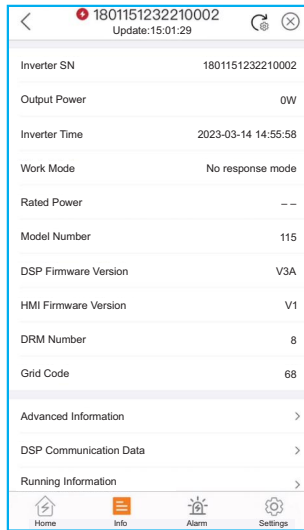 1801151232210002
Update:15:01:29
Inverter SN 1801151232210002
Output Power 0W
Inverter Time 2023-03-14 14:55:58
Work Mode No response mode
Rated Power – –
Model Number 115
DSP Firmware Version V3A
HMI Firmware Version V1
DRM Number 8
Grid Code 68
Advanced Information
DSP Communication Data
Running Information
Home Info Alarm Settings